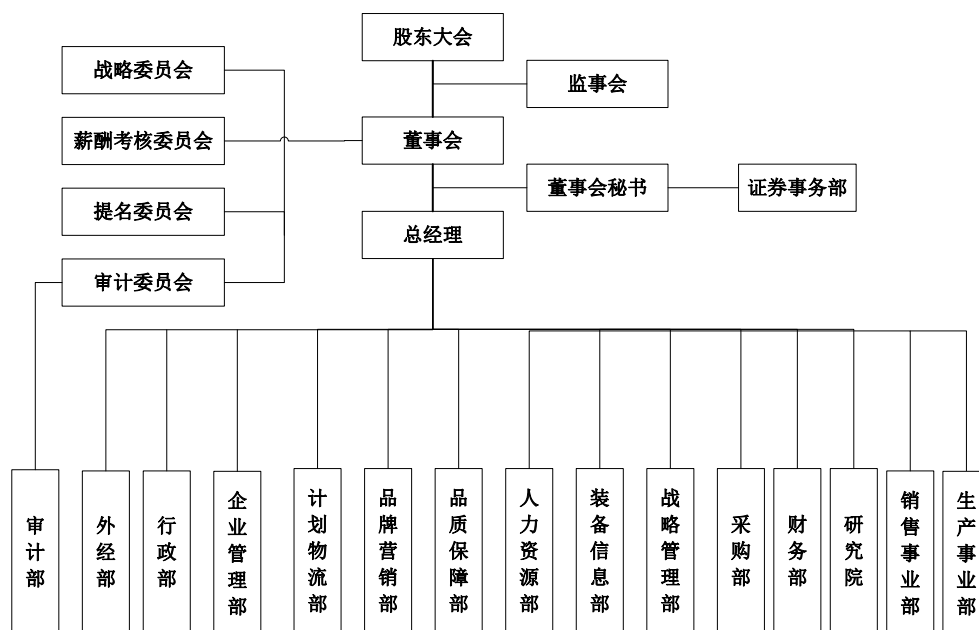 股东大会
战略委员会
监事会
薪酬考核委员会
董事会
提名委员会
董事会秘书
证券事务部
总经理
审计委员会
审计部
外经部
行政部
企业管理部
计划物流部
品牌营销部
品质保障部
人力资源部
装备信息部
战略管理部
采购部
财务部
研究院
销售事业部
生产事业部